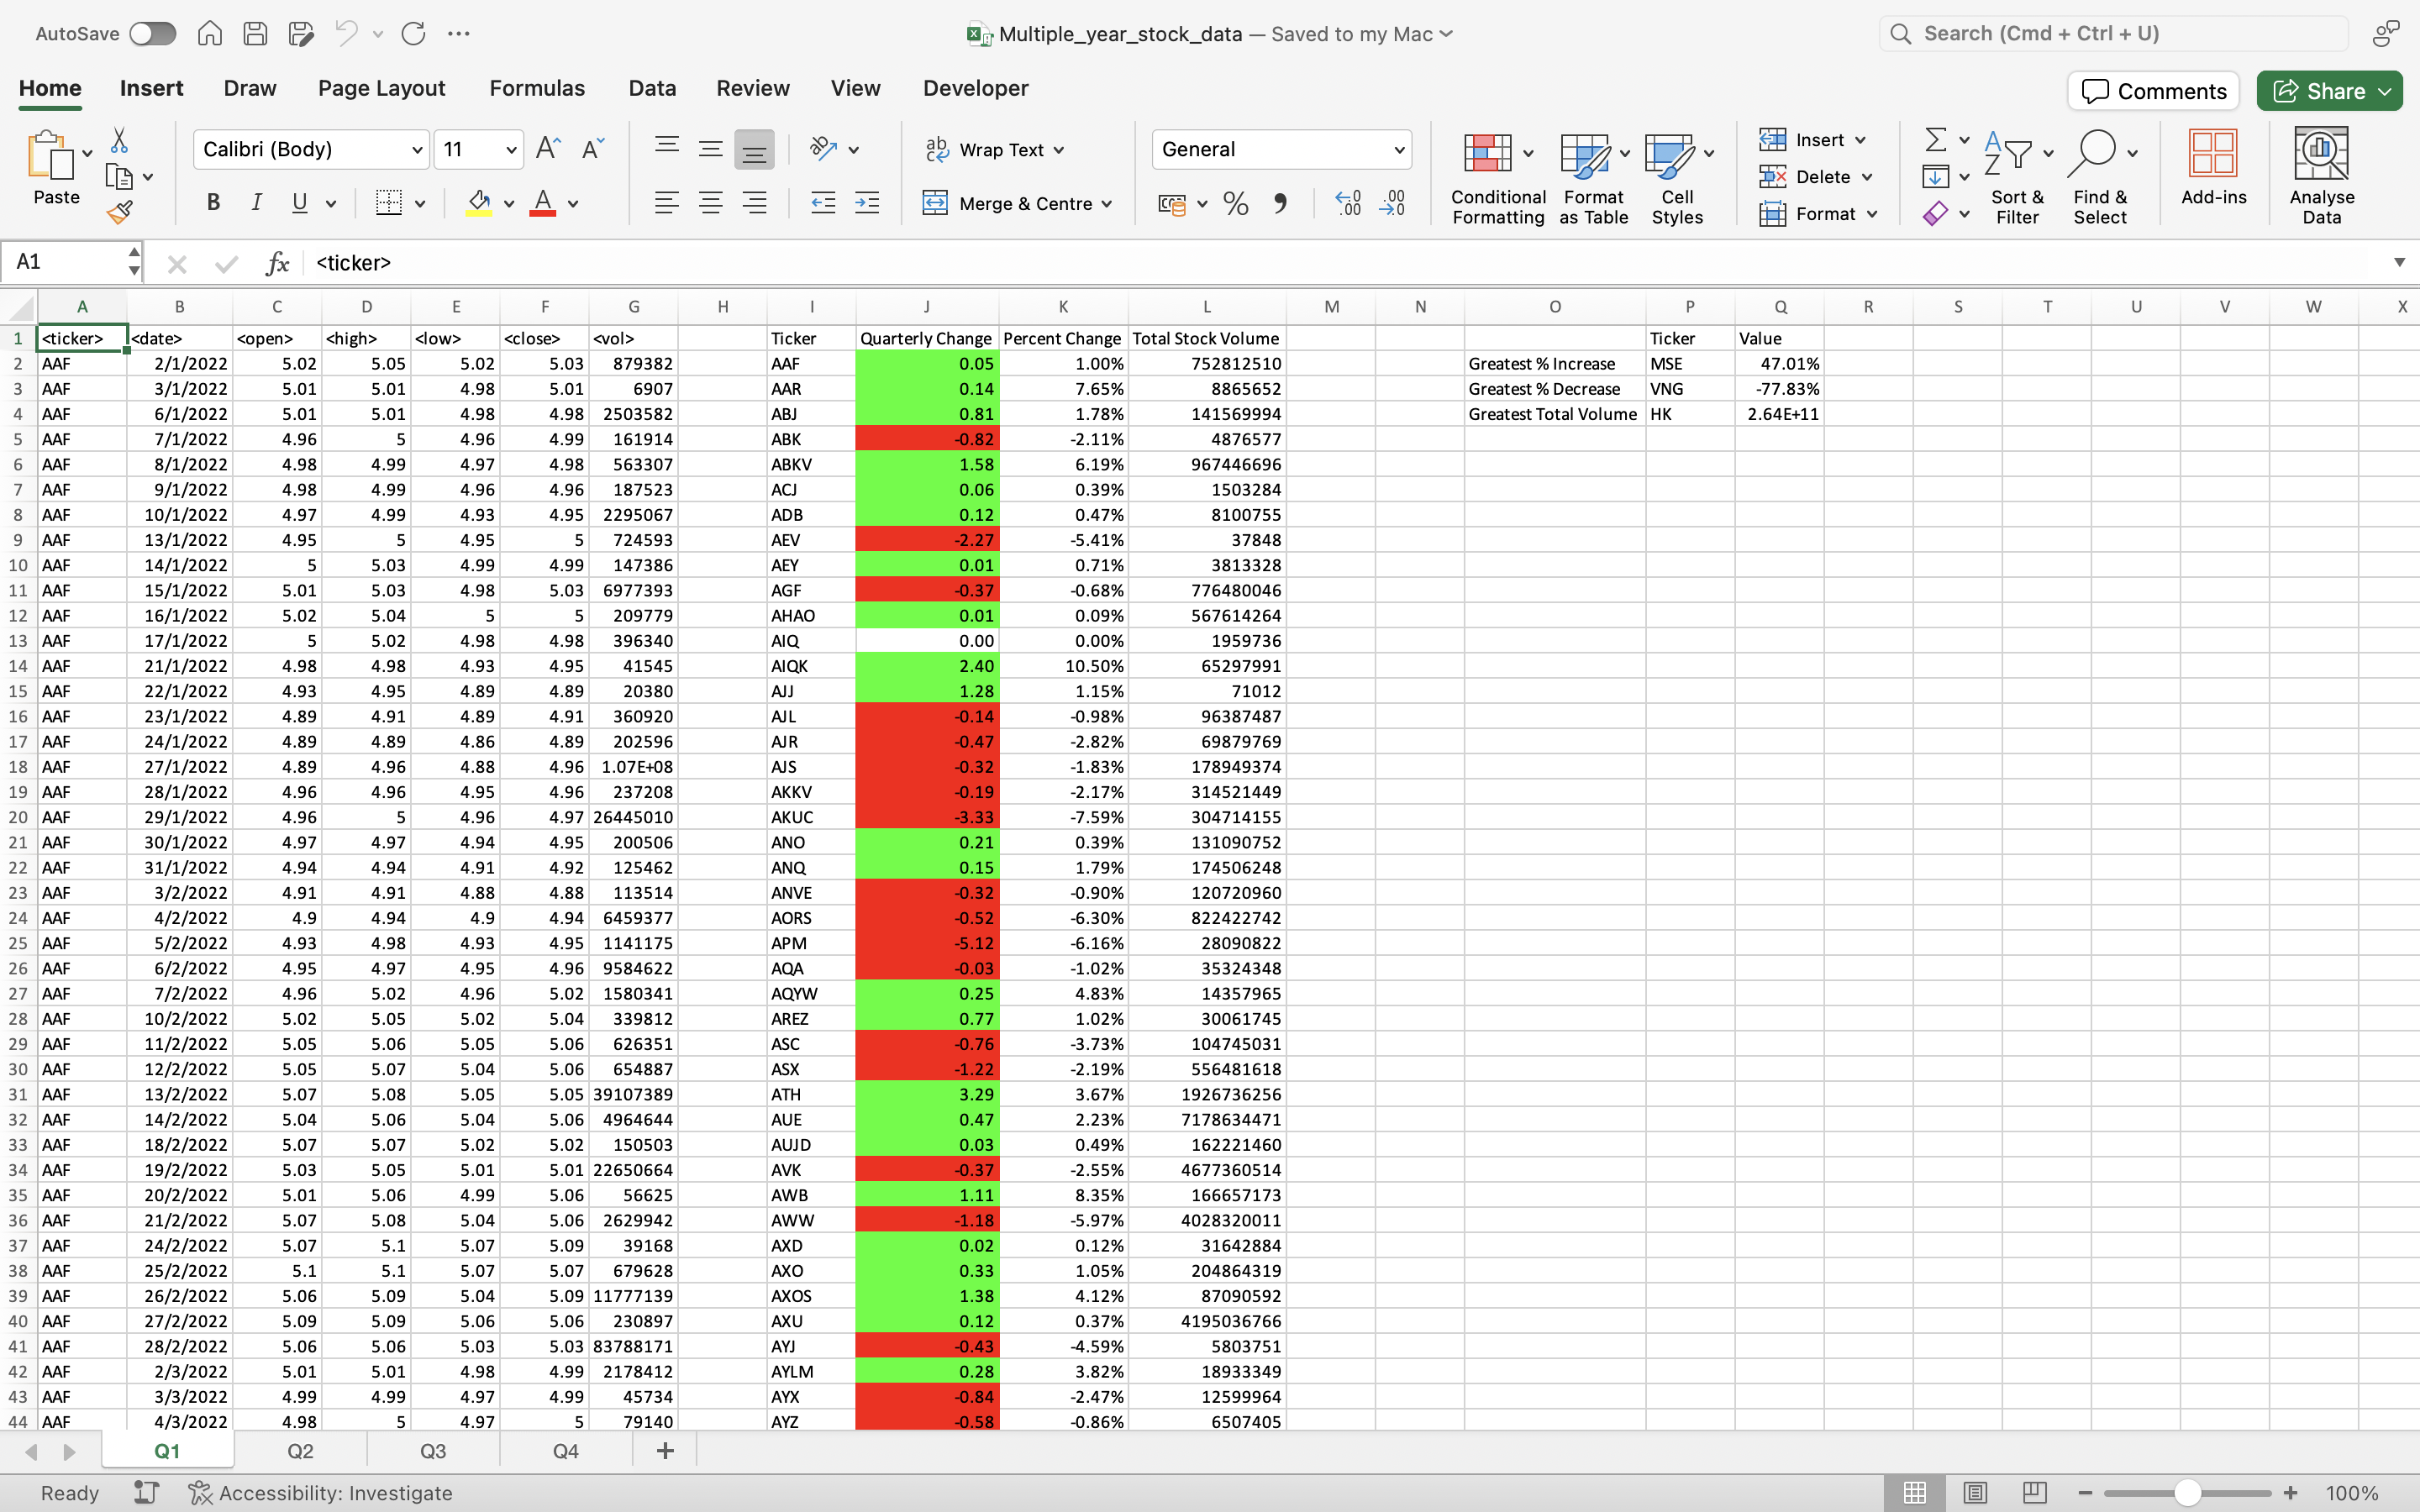 AutoSave
Multiple_year_stock_data — Saved to my Mac
Search (Cmd + Ctrl + U)
Home Insert Draw Page Layout Formulas Data Review View Developer
Comments Share
Paste
Calibri (Body) 11
B I U
Wrap Text
Merge & Centre
General
Conditional Formatting
Format as Table
Cell Styles
Insert
Delete
Format
Sort & Filter
Find & Select
Add-ins
Analyse Data
A1 fx <ticker>
A B C D E F G H I J K L M N O P Q R S T U V W X
1 <ticker> <date> <open> <high> <low> <close> <vol> Ticker Quarterly Change Percent Change Total Stock Volume Ticker Value
2 AAF 2/1/2022 5.02 5.05 5.02 5.03 879382 AAF 0.05 1.00% 752812510 Greatest % Increase MSE 47.01%
3 AAF 3/1/2022 5.01 5.01 4.98 5.01 6907 AAR 0.14 7.65% 8865652 Greatest % Decrease VNG -77.83%
4 AAF 6/1/2022 5.01 5.01 4.98 4.98 2503582 ABJ 0.81 1.78% 141569994 Greatest Total Volume HK 2.64E+11
5 AAF 7/1/2022 4.96 5 4.96 4.99 161914 ABK -0.82 -2.11% 4876577
6 AAF 8/1/2022 4.98 4.99 4.97 4.98 563307 ABKV 1.58 6.19% 967446696
7 AAF 9/1/2022 4.98 4.99 4.96 4.96 187523 ACJ 0.06 0.39% 1503284
8 AAF 10/1/2022 4.97 4.99 4.93 4.95 2295067 ADB 0.12 0.47% 8100755
9 AAF 13/1/2022 4.95 5 4.95 5 724593 AEV -2.27 -5.41% 37848
10 AAF 14/1/2022 5 5.03 4.99 4.99 147386 AEY 0.01 0.71% 3813328
11 AAF 15/1/2022 5.01 5.03 4.98 5.03 6977393 AGF -0.37 -0.68% 776480046
12 AAF 16/1/2022 5.02 5.04 5 5 209779 AHAO 0.01 0.09% 567614264
13 AAF 17/1/2022 5 5.02 4.98 4.98 396340 AIQ 0.00 0.00% 1959736
14 AAF 21/1/2022 4.98 4.98 4.93 4.95 41545 AIQK 2.40 10.50% 65297991
15 AAF 22/1/2022 4.93 4.95 4.89 4.89 20380 AJJ 1.28 1.15% 71012
16 AAF 23/1/2022 4.89 4.91 4.89 4.91 360920 AJL -0.14 -0.98% 96387487
17 AAF 24/1/2022 4.89 4.89 4.86 4.89 202596 AJR -0.47 -2.82% 69879769
18 AAF 27/1/2022 4.89 4.96 4.88 4.96 1.07E+08 AJS -0.32 -1.83% 178949374
19 AAF 28/1/2022 4.96 4.96 4.95 4.96 237208 AKKV -0.19 -2.17% 314521449
20 AAF 29/1/2022 4.96 5 4.96 4.97 26445010 AKUC -3.33 -7.59% 304714155
21 AAF 30/1/2022 4.97 4.97 4.94 4.95 200506 ANO 0.21 0.39% 131090752
22 AAF 31/1/2022 4.94 4.94 4.91 4.92 125462 ANQ 0.15 1.79% 174506248
23 AAF 3/2/2022 4.91 4.91 4.88 4.88 113514 ANVE -0.32 -0.90% 120720960
24 AAF 4/2/2022 4.9 4.94 4.9 4.94 6459377 AORS -0.52 -6.30% 822422742
25 AAF 5/2/2022 4.93 4.98 4.93 4.95 1141175 APM -5.12 -6.16% 28090822
26 AAF 6/2/2022 4.95 4.97 4.95 4.96 9584622 AQA -0.03 -1.02% 35324348
27 AAF 7/2/2022 4.96 5.02 4.96 5.02 1580341 AQYW 0.25 4.83% 14357965
28 AAF 10/2/2022 5.02 5.05 5.02 5.04 339812 AREZ 0.77 1.02% 30061745
29 AAF 11/2/2022 5.05 5.06 5.05 5.06 626351 ASC -0.76 -3.73% 104745031
30 AAF 12/2/2022 5.05 5.07 5.04 5.06 654887 ASX -1.22 -2.19% 556481618
31 AAF 13/2/2022 5.07 5.08 5.05 5.05 39107389 ATH 3.29 3.67% 1926736256
32 AAF 14/2/2022 5.04 5.06 5.04 5.06 4964644 AUE 0.47 2.23% 7178634471
33 AAF 18/2/2022 5.07 5.07 5.02 5.02 150503 AUJD 0.03 0.49% 162221460
34 AAF 19/2/2022 5.03 5.05 5.01 5.01 22650664 AVK -0.37 -2.55% 4677360514
35 AAF 20/2/2022 5.01 5.06 4.99 5.06 56625 AWB 1.11 8.35% 166657173
36 AAF 21/2/2022 5.07 5.08 5.04 5.06 2629942 AWW -1.18 -5.97% 4028320011
37 AAF 24/2/2022 5.07 5.1 5.07 5.09 39168 AXD 0.02 0.12% 31642884
38 AAF 25/2/2022 5.1 5.1 5.07 5.07 679628 AXO 0.33 1.05% 204864319
39 AAF 26/2/2022 5.06 5.09 5.04 5.09 11777139 AXOS 1.38 4.12% 87090592
40 AAF 27/2/2022 5.09 5.09 5.06 5.06 230897 AXU 0.12 0.37% 4195036766
41 AAF 28/2/2022 5.06 5.06 5.03 5.03 83788171 AYJ -0.43 -4.59% 5803751
42 AAF 2/3/2022 5.01 5.01 4.98 4.99 2178412 AYLM 0.28 3.82% 18933349
43 AAF 3/3/2022 4.99 4.99 4.97 4.99 45734 AYX -0.84 -2.47% 12599964
44 AAF 4/3/2022 4.98 5 4.97 5 79140 AYZ -0.58 -0.86% 6507405
Q1 Q2 Q3 Q4 +
Ready Accessibility: Investigate 100%